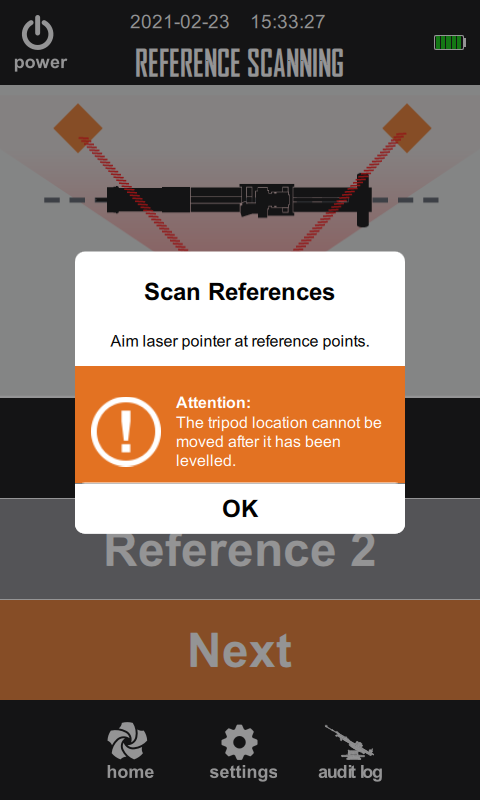 2021-02-23 15:33:27
power
REFERENCE SCANNING
Scan References
Aim laser pointer at reference points.
Attention:
The tripod location cannot be
moved after it has been
levelled.
OK
Reference 2
Next
home
settings
audit log